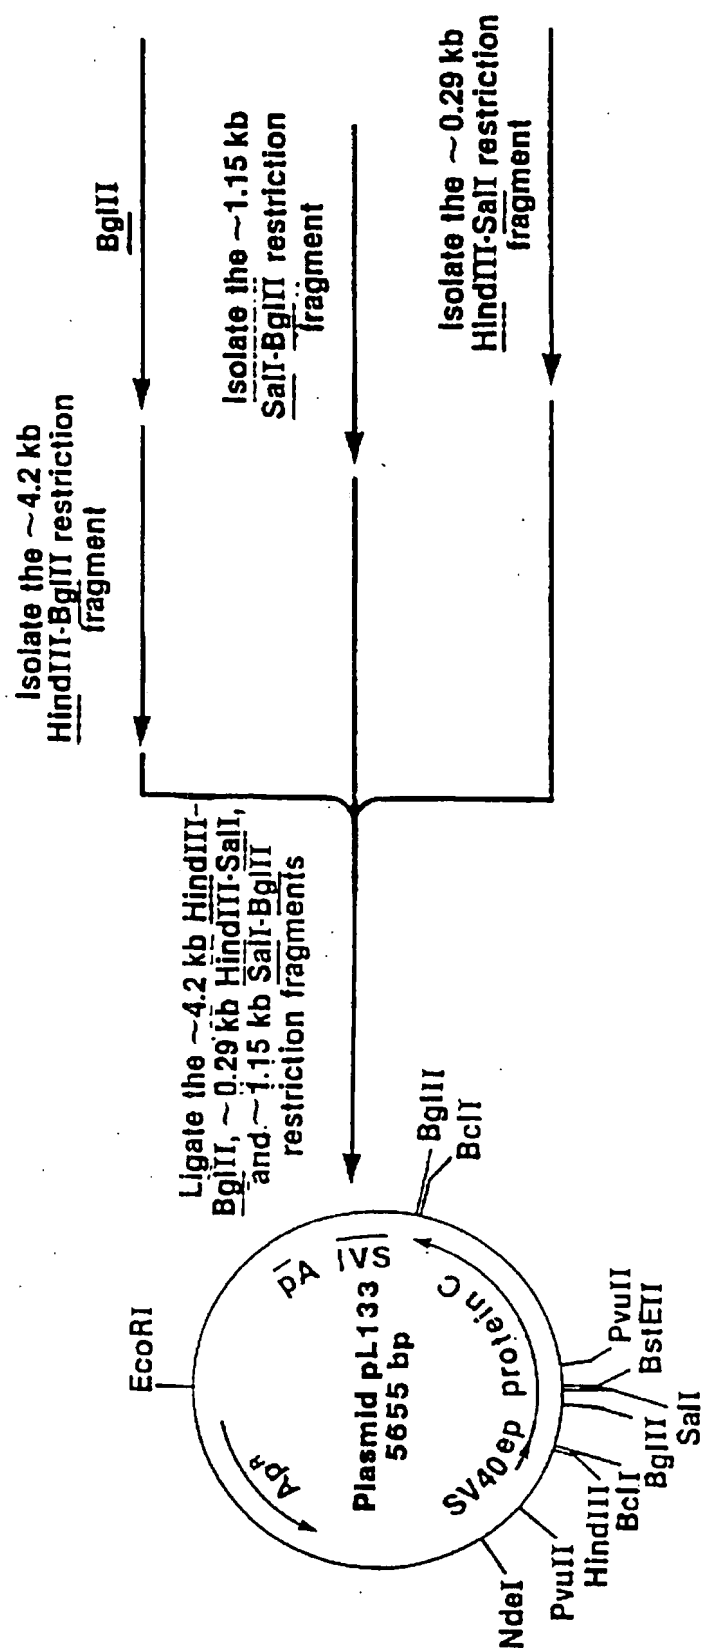 BglII
Isolate the ~4.2 kb
HindIII-BglII restriction
fragment
Isolate the ~1.15 kb
SalI-BglII restriction
fragment
Isolate the ~0.29 kb
HindIII-SalI restriction
fragment
Ligate the ~4.2 kb HindIII-
BglII, ~0.29 kb HindIII-SalI,
and ~1.15 kb SalI-BglII
restriction fragments
EcoRI
pA
IVS
BglII
BclI
ApR
Plasmid pL133
5655 bp
SV40ep
protein C
PvuII
BstEII
SalI
BglII
BclI
HindIII
PvuII
NdeI